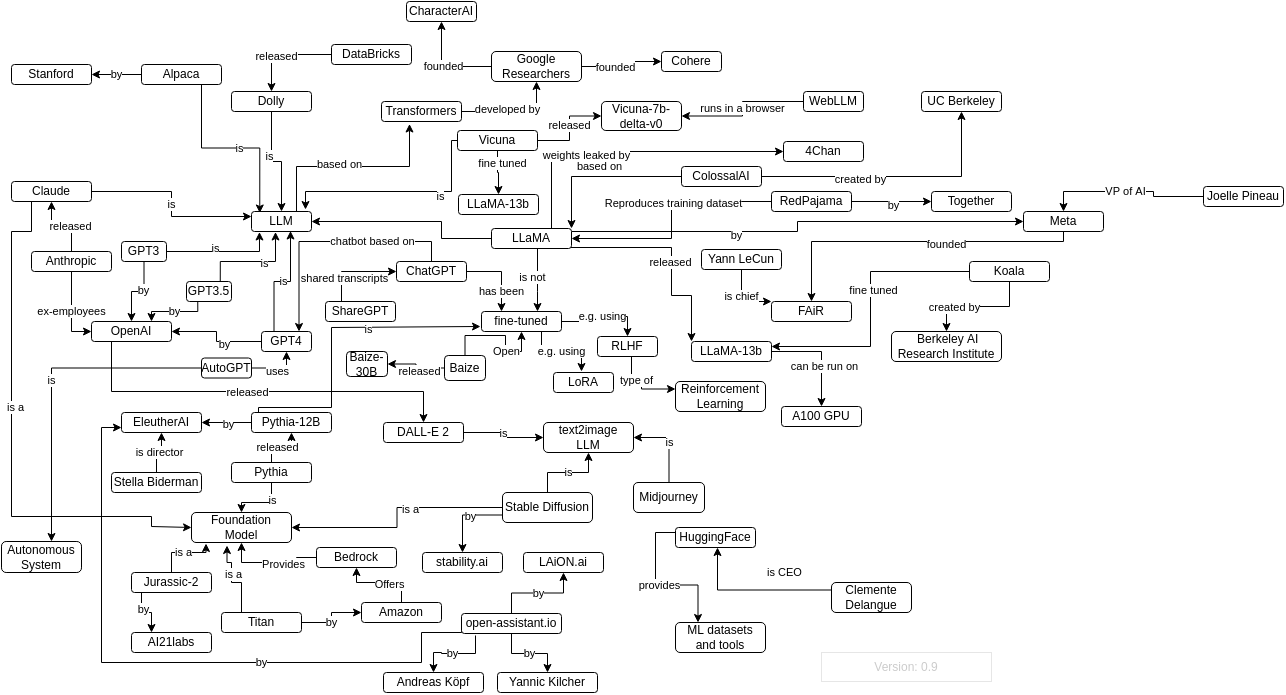 CharacterAI
DataBricks
released
Google
Researchers
founded
founded
Cohere
Stanford
by
Alpaca
Dolly
Transformers
developed by
Vicuna-7b-
delta-v0
runs in a browser
WebLLM
UC Berkeley
released
Vicuna
is
is
based on
fine tuned
weights leaked by
4Chan
based on
ColossalAI
created by
Claude
is
is
LLaMA-13b
Reproduces training dataset
RedPajama
by
Together
VP of AI
Joelle Pineau
released
LLM
LLaMA
by
Meta
founded
Anthropic
GPT3
is
chatbot based on
is
ChatGPT
shared transcripts
is not
released
Yann LeCun
is chief
Koala
fine tuned
by
GPT3.5
is
has been
ShareGPT
FAiR
created by
ex-employees
by
OpenAI
by
GPT4
is
fine-tuned
e.g. using
RLHF
Berkeley AI
Research Institute
LLaMA-13b
AutoGPT
uses
Baize-
30B
released
Baize
Open
e.g. using
can be run on
is
LoRA
type of
Reinforcement
Learning
A100 GPU
released
is a
EleutherAI
by
Pythia-12B
DALL-E 2
is
text2image
LLM
is
is director
released
Stella Biderman
Pythia
is
is
Midjourney
is a
Stable Diffusion
by
Foundation
Model
Autonomous
System
is a
Provides
Bedrock
stability.ai
LAiON.ai
HuggingFace
is CEO
provides
Clemente
Delangue
Jurassic-2
is a
Offers
by
by
Titan
by
Amazon
open-assistant.io
AI21labs
ML datasets
and tools
by
by
by
Andreas Köpf
Yannic Kilcher
Version: 0.9